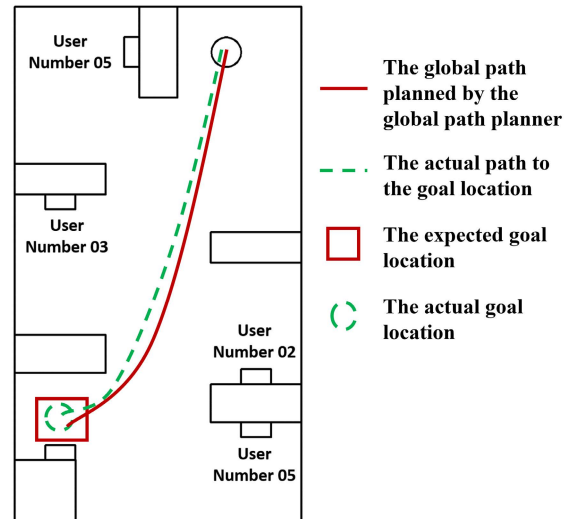 User
Number 05
User
Number 03
User
Number 02
User
Number 05
The global path
planned by the
global path planner
The actual path to
the goal location
The expected goal
location
The actual goal
location